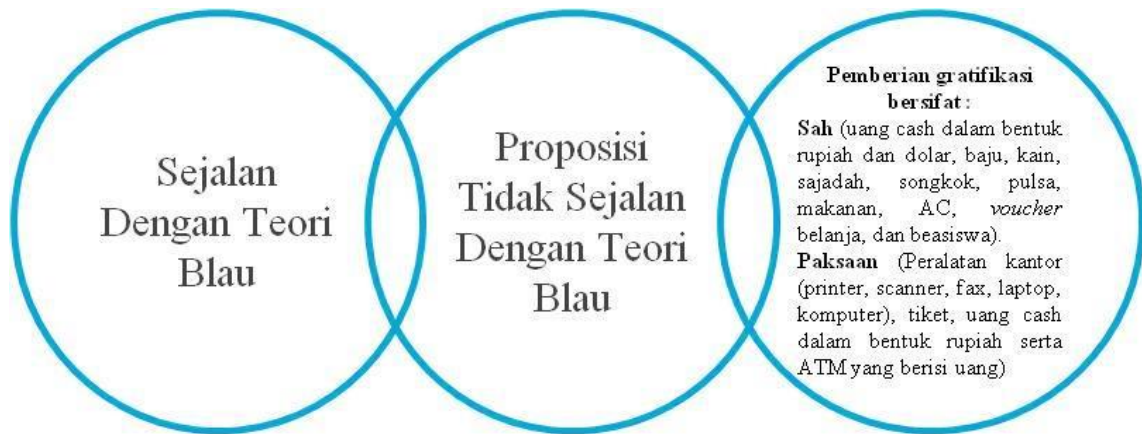 Sejalan
Dengan Teori
Blau
Proposisi
Tidak Sejalan
Dengan Teori
Blau
Pemberian gratifikasi
bersifat :
Sah (uang cash dalam bentuk
rupiah dan dolar, baju, kain,
sajadah, songkok, pulsa,
makanan, AC, voucher
belanja, dan beasiswa).
Paksaan (Peralatan kantor
(printer, scanner, fax, laptop,
komputer), tiket, uang cash
dalam bentuk rupiah serta
ATM yang berisi uang)